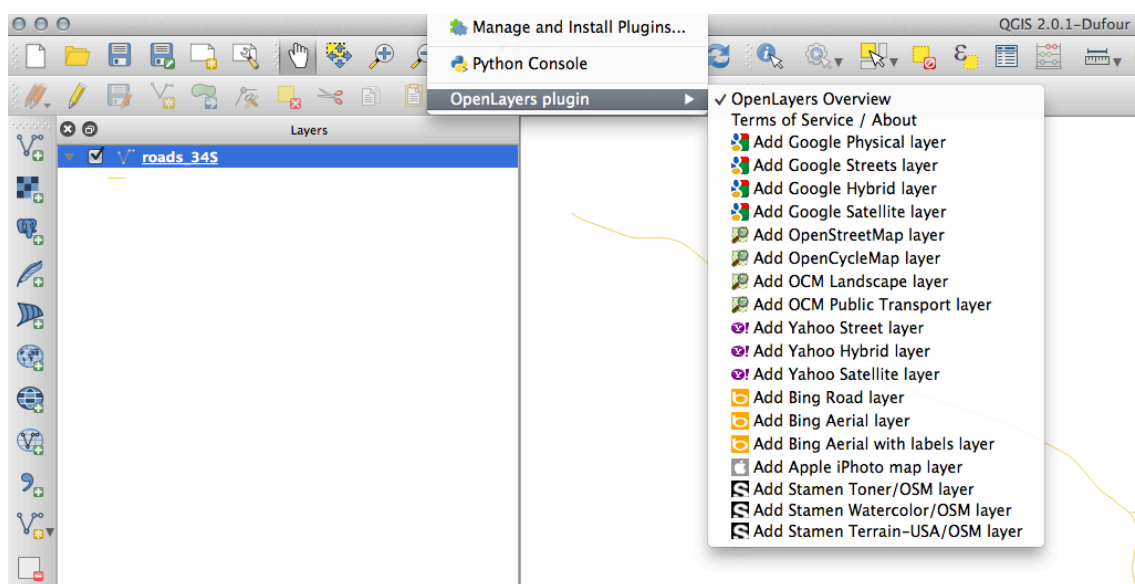 QGIS 2.0.1-Dufour
Manage and Install Plugins...
Python Console
OpenLayers plugin
Layers
roads_34S
OpenLayers Overview
Terms of Service / About
Add Google Physical layer
Add Google Streets layer
Add Google Hybrid layer
Add Google Satellite layer
Add OpenStreetMap layer
Add OpenCycleMap layer
Add OCM Landscape layer
Add OCM Public Transport layer
Add Yahoo Street layer
Add Yahoo Hybrid layer
Add Yahoo Satellite layer
Add Bing Road layer
Add Bing Aerial layer
Add Bing Aerial with labels layer
Add Apple iPhoto map layer
Add Stamen Toner/OSM layer
Add Stamen Watercolor/OSM layer
Add Stamen Terrain-USA/OSM layer